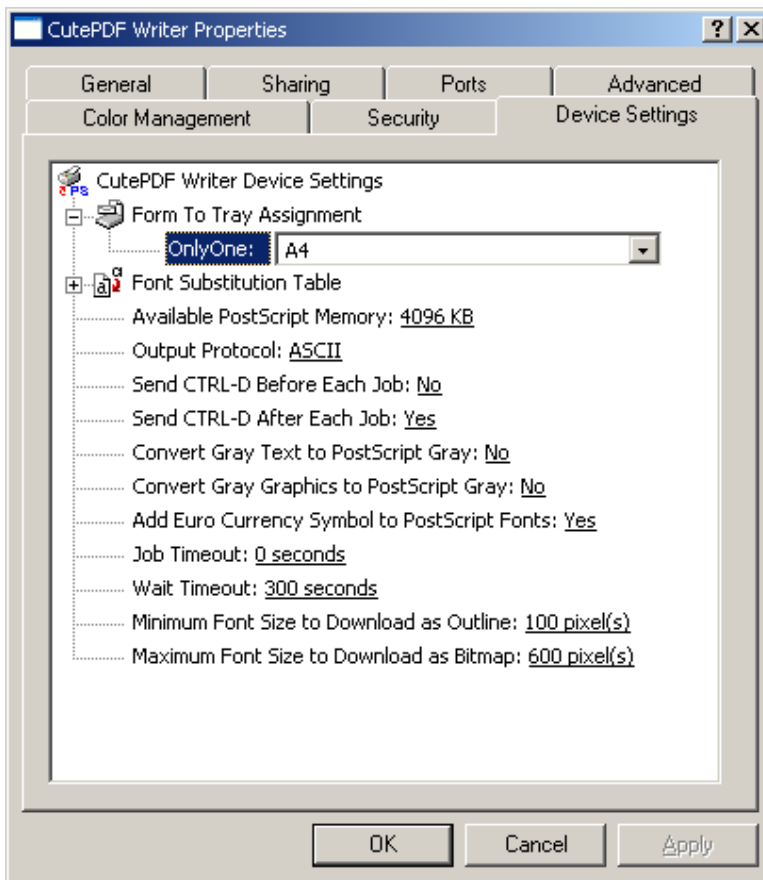 CutePDF Writer Properties
General Sharing Ports Advanced
Color Management Security Device Settings
CutePDF Writer Device Settings
Form To Tray Assignment
OnlyOne: A4
Font Substitution Table
Available PostScript Memory: 4096 KB
Output Protocol: ASCII
Send CTRL-D Before Each Job: No
Send CTRL-D After Each Job: Yes
Convert Gray Text to PostScript Gray: No
Convert Gray Graphics to PostScript Gray: No
Add Euro Currency Symbol to PostScript Fonts: Yes
Job Timeout: 0 seconds
Wait Timeout: 300 seconds
Minimum Font Size to Download as Outline: 100 pixel(s)
Maximum Font Size to Download as Bitmap: 600 pixel(s)
OK Cancel Apply